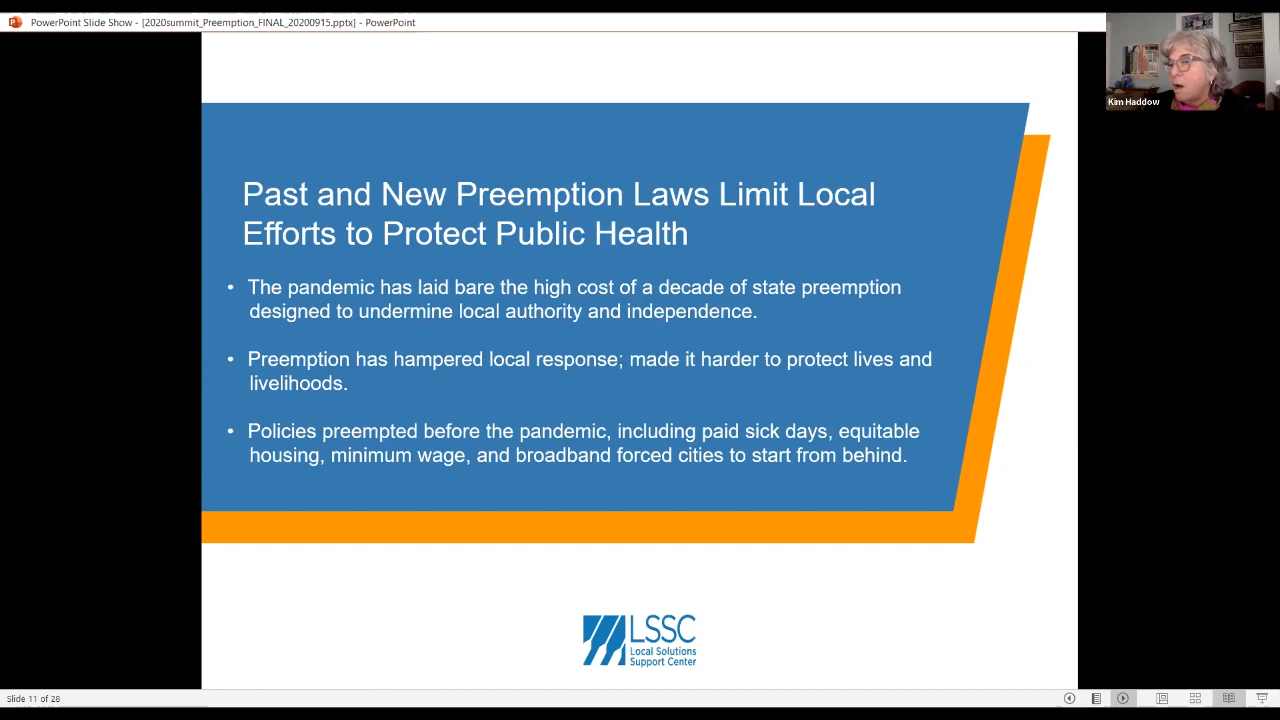 PowerPoint Slide Show - [2020summit_Preemption_FINAL_20200915.pptx] - PowerPoint
Kim Haddow
Past and New Preemption Laws Limit Local
Efforts to Protect Public Health
• The pandemic has laid bare the high cost of a decade of state preemption
designed to undermine local authority and independence.
• Preemption has hampered local response; made it harder to protect lives and
livelihoods.
• Policies preempted before the pandemic, including paid sick days, equitable
housing, minimum wage, and broadband forced cities to start from behind.
LSSC
Local Solutions
Support Center
Slide 11 of 28